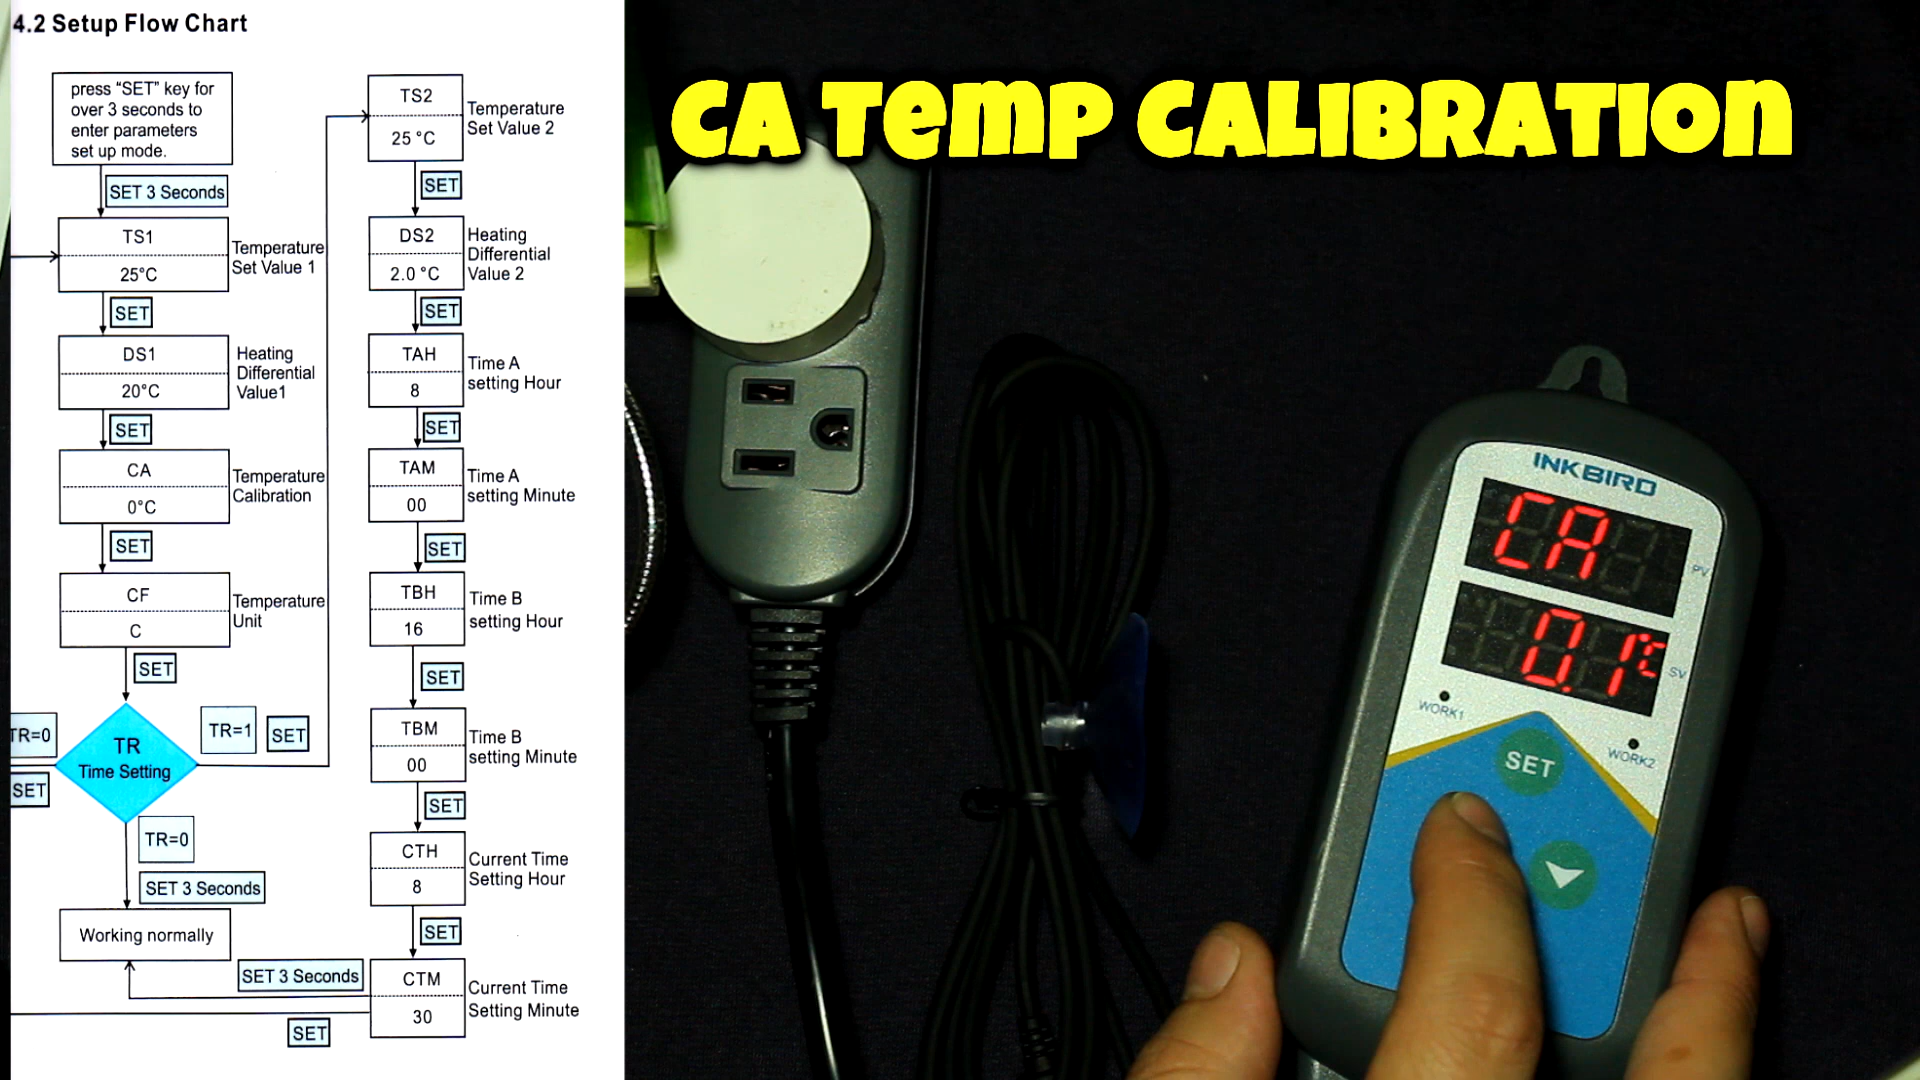 4.2 Setup Flow Chart
press “SET” key for
over 3 seconds to
enter parameters
set up mode.
SET 3 Seconds
TS1
25°C
Temperature
Set Value 1
SET
DS1
20°C
Heating
Differential
Value1
SET
CA
0°C
Temperature
Calibration
SET
CF
C
Temperature
Unit
SET
TR=0
SET
TR
Time Setting
TR=1
SET
TR=0
SET 3 Seconds
Working normally
SET 3 Seconds
SET
TS2
25 °C
Temperature
Set Value 2
SET
DS2
2.0 °C
Heating
Differential
Value 2
SET
TAH
8
Time A
setting Hour
SET
TAM
00
Time A
setting Minute
SET
TBH
16
Time B
setting Hour
SET
TBM
00
Time B
setting Minute
SET
CTH
8
Current Time
Setting Hour
SET
CTM
30
Current Time
Setting Minute
CA Temp CALIBRATION
INKBIRD
CA
PV
0.1°C
SV
WORK1
WORK2
SET